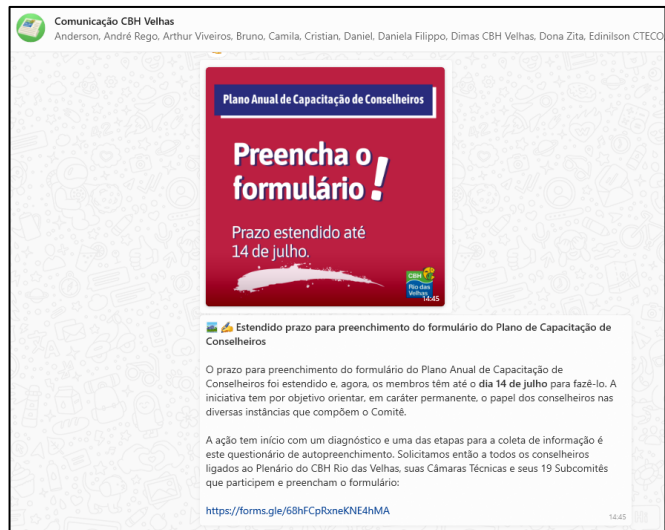 Comunicação CBH Velhas
Anderson, André Rego, Arthur Viveiros, Bruno, Camila, Cristian, Daniel, Daniela Filippo, Dimas CBH Velhas, Dona Zita, Edinilson CTECO
Plano Anual de Capacitação de Conselheiros
Preencha o
formulário!
Prazo estendido até
14 de julho.
CBH
Rio das
Velhas
14:45
Estendido prazo para preenchimento do formulário do Plano de Capacitação de
Conselheiros
O prazo para preenchimento do formulário do Plano Anual de Capacitação de
Conselheiros foi estendido e, agora, os membros têm até o dia 14 de julho para fazê-lo. A
iniciativa tem por objetivo orientar, em caráter permanente, o papel dos conselheiros nas
diversas instâncias que compõem o Comitê.
A ação tem início com um diagnóstico e uma das etapas para a coleta de informação é
este questionário de autopreenchimento. Solicitamos então a todos os conselheiros
ligados ao Plenário do CBH Rio das Velhas, suas Câmaras Técnicas e seus 19 Subcomitês
que participem e preencham o formulário:
https://forms.gle/68hFCpRxneKNE4hMA
14:45